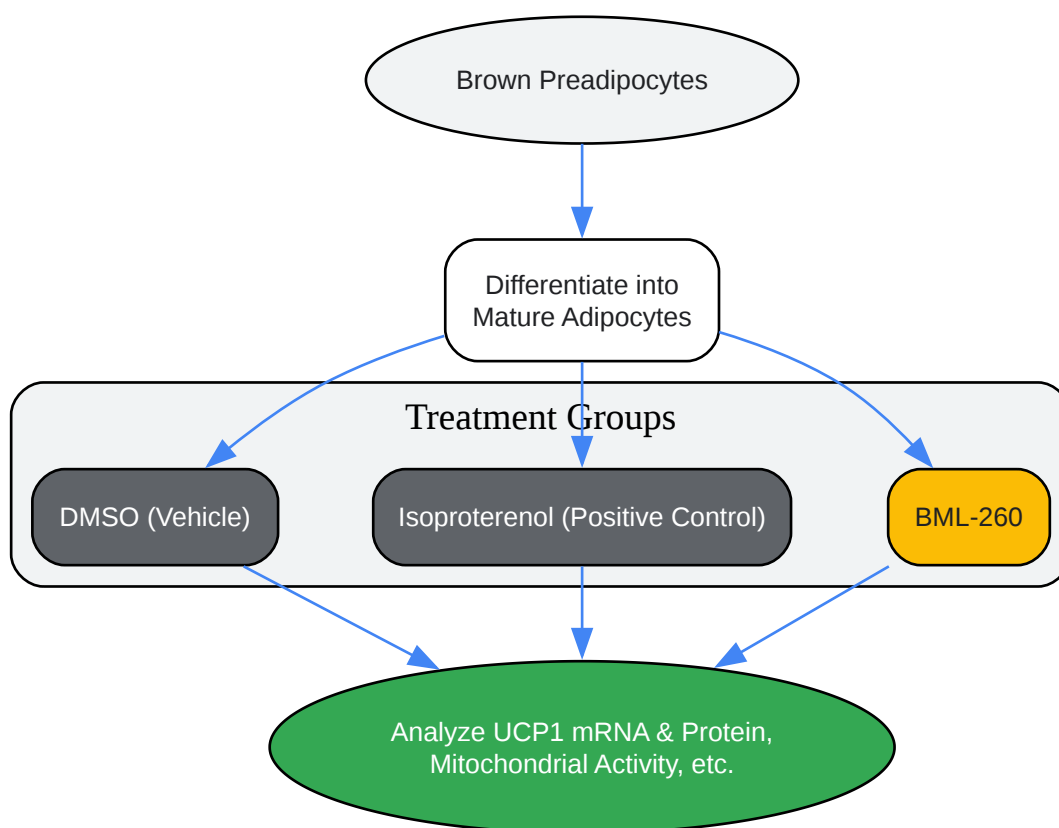 Brown Preadipocytes
Differentiate into
Mature Adipocytes
Treatment Groups
DMSO (Vehicle)
Isoproterenol (Positive Control)
BML-260
Analyze UCP1 mRNA & Protein,
Mitochondrial Activity, etc.